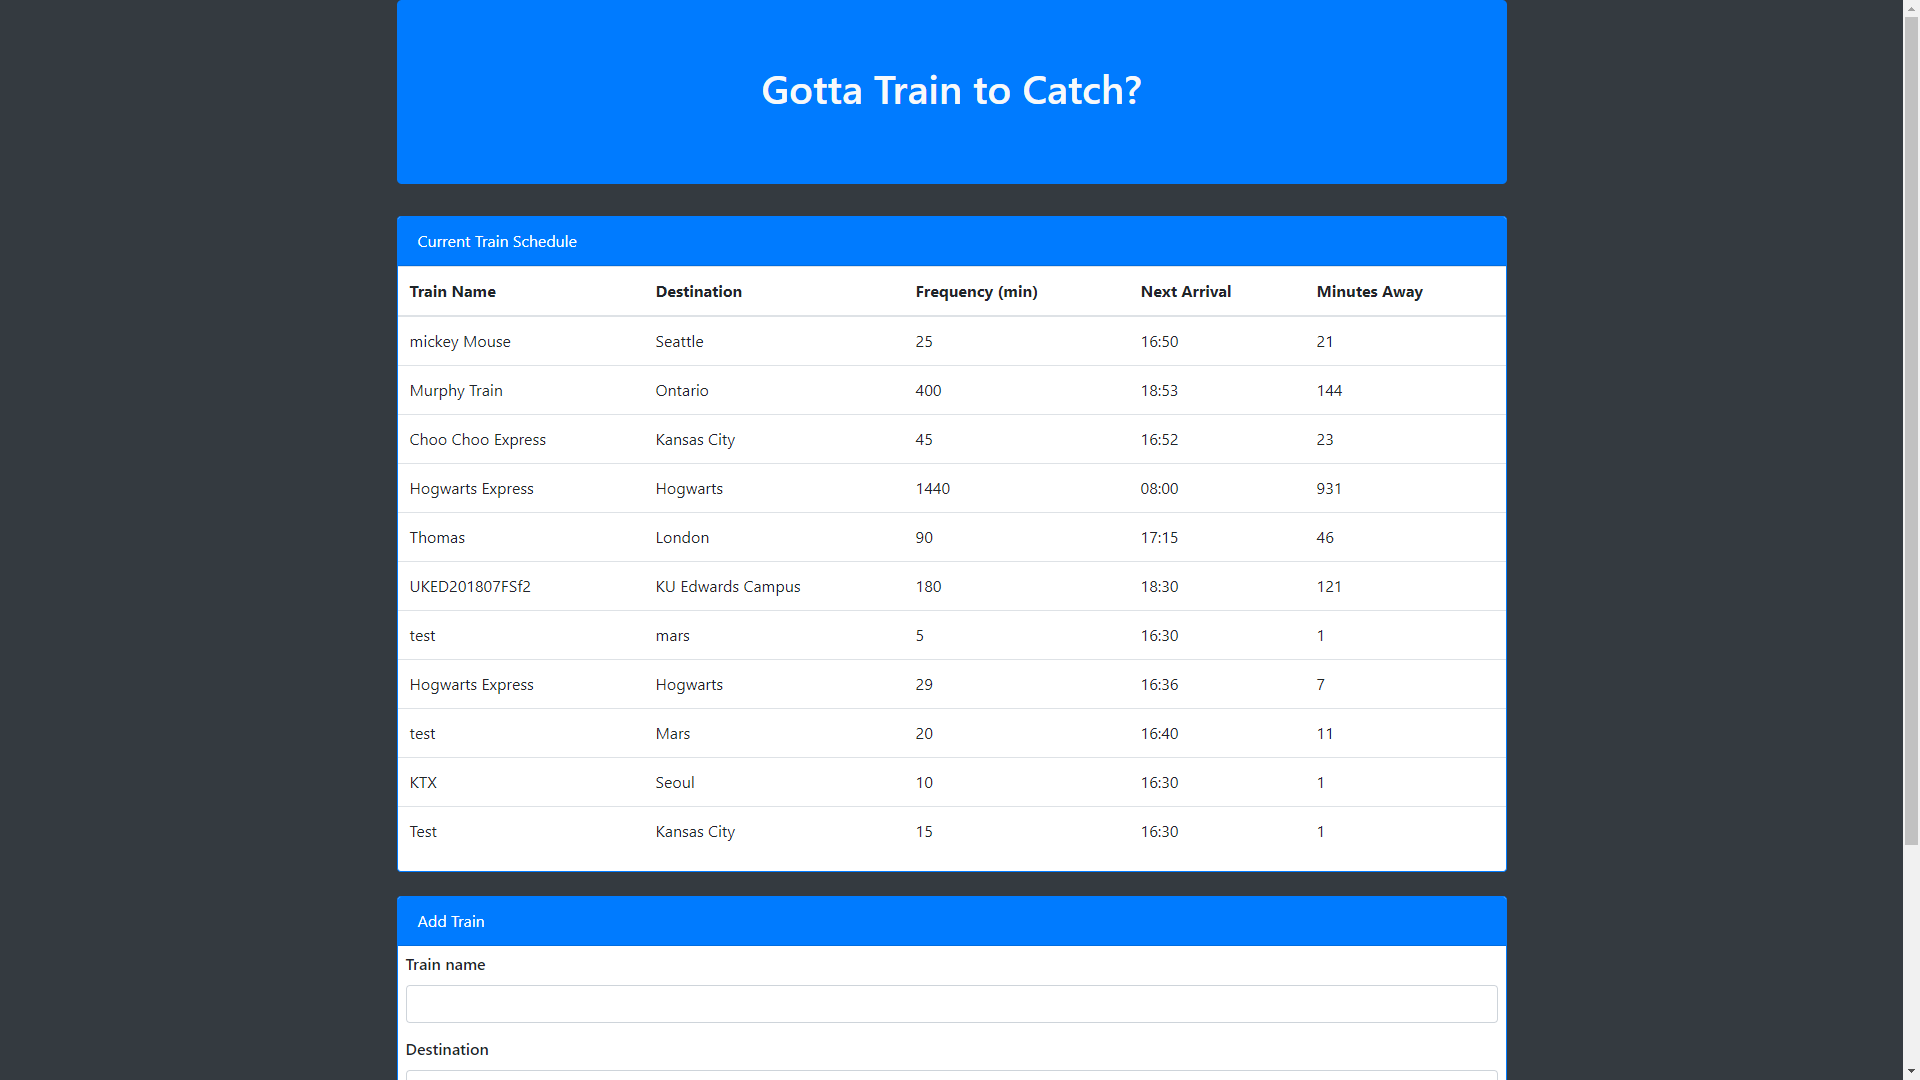 Gotta Train to Catch?
Current Train Schedule
Train Name Destination Frequency (min) Next Arrival Minutes Away
mickey Mouse Seattle 25 16:50 21
Murphy Train Ontario 400 18:53 144
Choo Choo Express Kansas City 45 16:52 23
Hogwarts Express Hogwarts 1440 08:00 931
Thomas London 90 17:15 46
UKED201807FSf2 KU Edwards Campus 180 18:30 121
test mars 5 16:30 1
Hogwarts Express Hogwarts 29 16:36 7
test Mars 20 16:40 11
KTX Seoul 10 16:30 1
Test Kansas City 15 16:30 1
Add Train
Train name
Destination